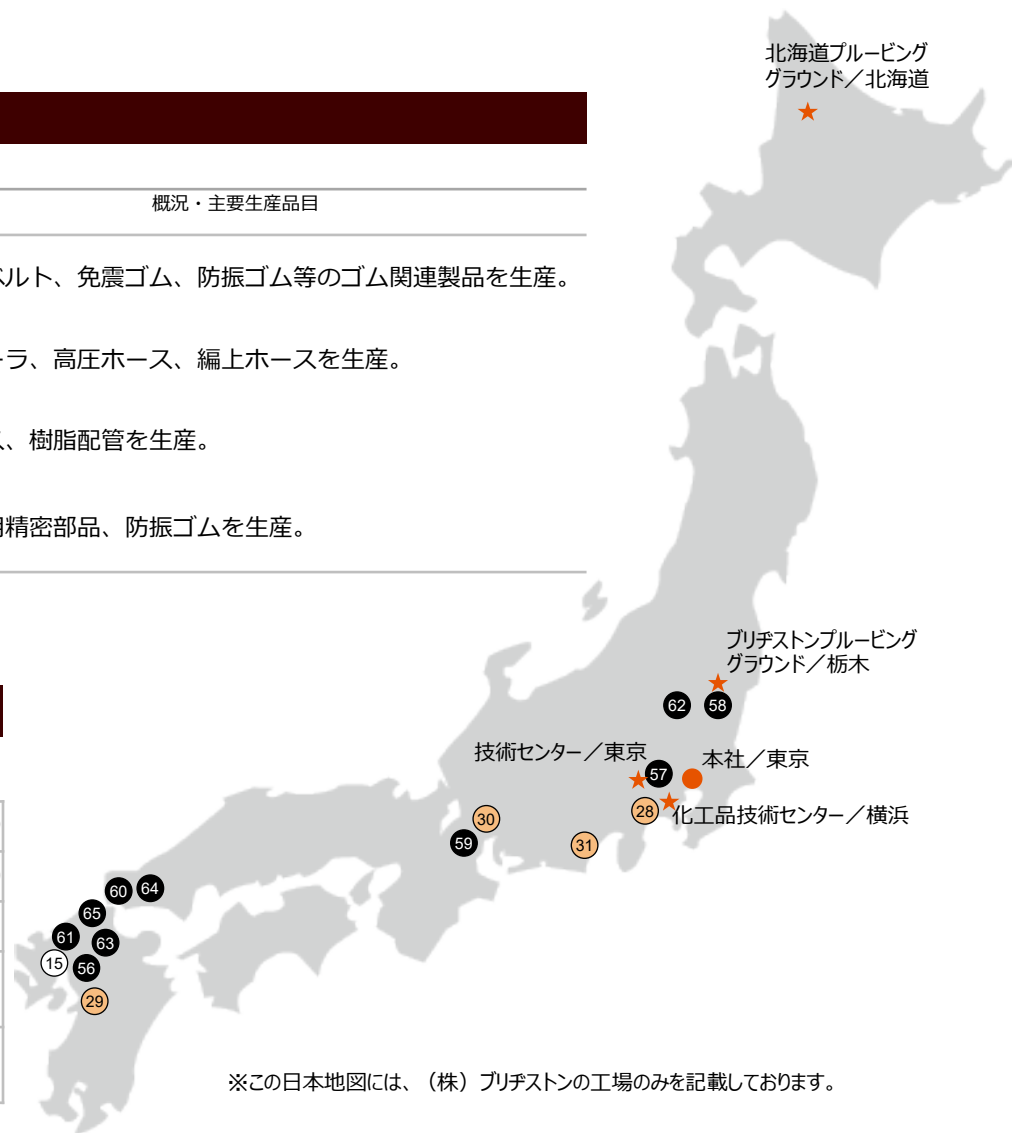 北海道プルービング
グラウンド／北海道
概況・主要生産品目
ベルト、免震ゴム、防振ゴム等のゴム関連製品を生産。
ーラ、高圧ホース、編上ホースを生産。
、樹脂配管を生産。
用精密部品、防振ゴムを生産。
ブリヂストンプルービング
グラウンド／栃木
62 58
技術センター／東京
57
本社／東京
28
化工品技術センター／横浜
30
31
59
60 64
65
61 63
15 56
29
※この日本地図には、（株）ブリヂストンの工場のみを記載しております。